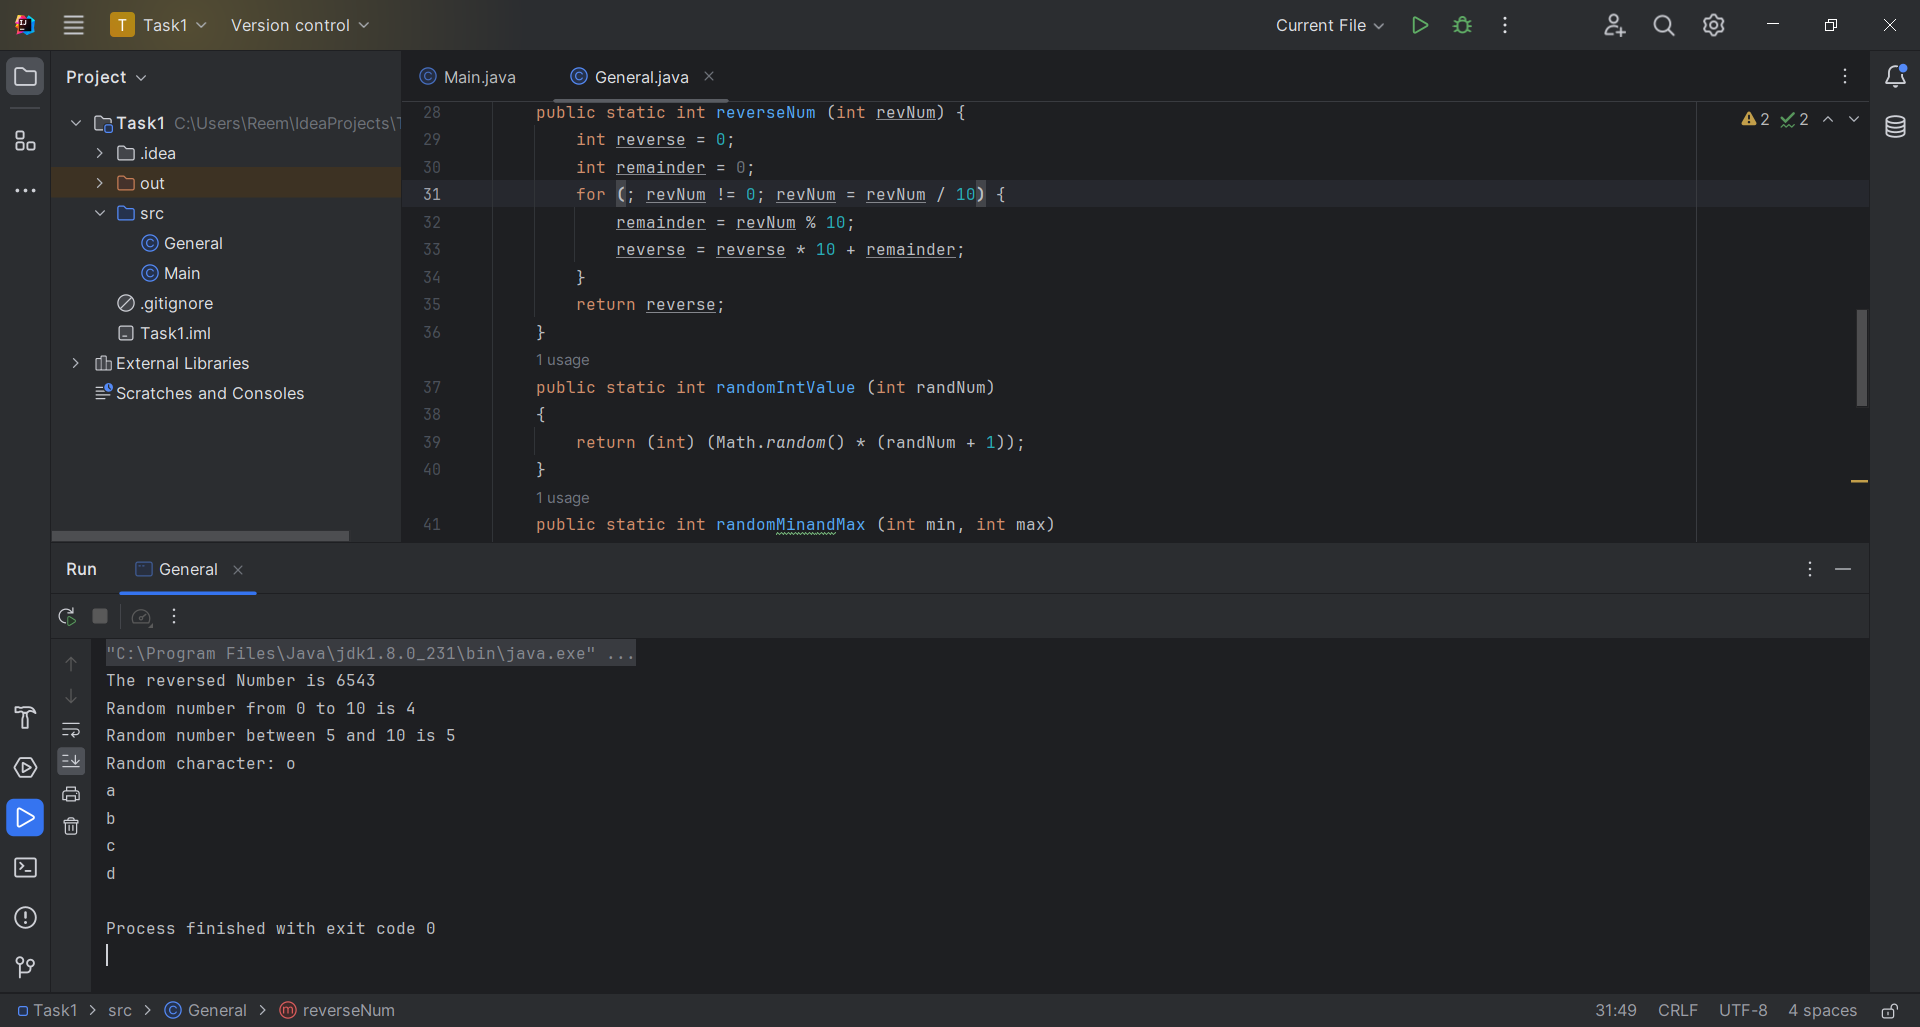 T Task1 Version control Current File
Project
Main.java General.java
Task1 C:\Users\Reem\IdeaProjects\T
.idea
out
src
General
Main
.gitignore
Task1.iml
External Libraries
Scratches and Consoles
2 2
28 public static int reverseNum (int revNum) {
29 int reverse = 0;
30 int remainder = 0;
31 for (; revNum != 0; revNum = revNum / 10) {
32 remainder = revNum % 10;
33 reverse = reverse * 10 + remainder;
34 }
35 return reverse;
36 }
1 usage
37 public static int randomIntValue (int randNum)
38 {
39 return (int) (Math.random() * (randNum + 1));
40 }
1 usage
41 public static int randomMinandMax (int min, int max)
Run General
"C:\Program Files\Java\jdk1.8.0_231\bin\java.exe" ...
The reversed Number is 6543
Random number from 0 to 10 is 4
Random number between 5 and 10 is 5
Random character: o
a
b
c
d
Process finished with exit code 0
Task1 > src > General > reverseNum 31:49 CRLF UTF-8 4 spaces